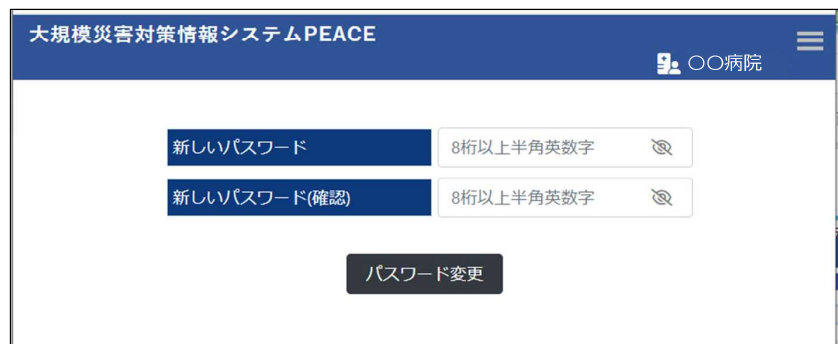 大規模災害対策情報システムPEACE
〇〇病院
新しいパスワード
8桁以上半角英数字
新しいパスワード(確認)
8桁以上半角英数字
パスワード変更